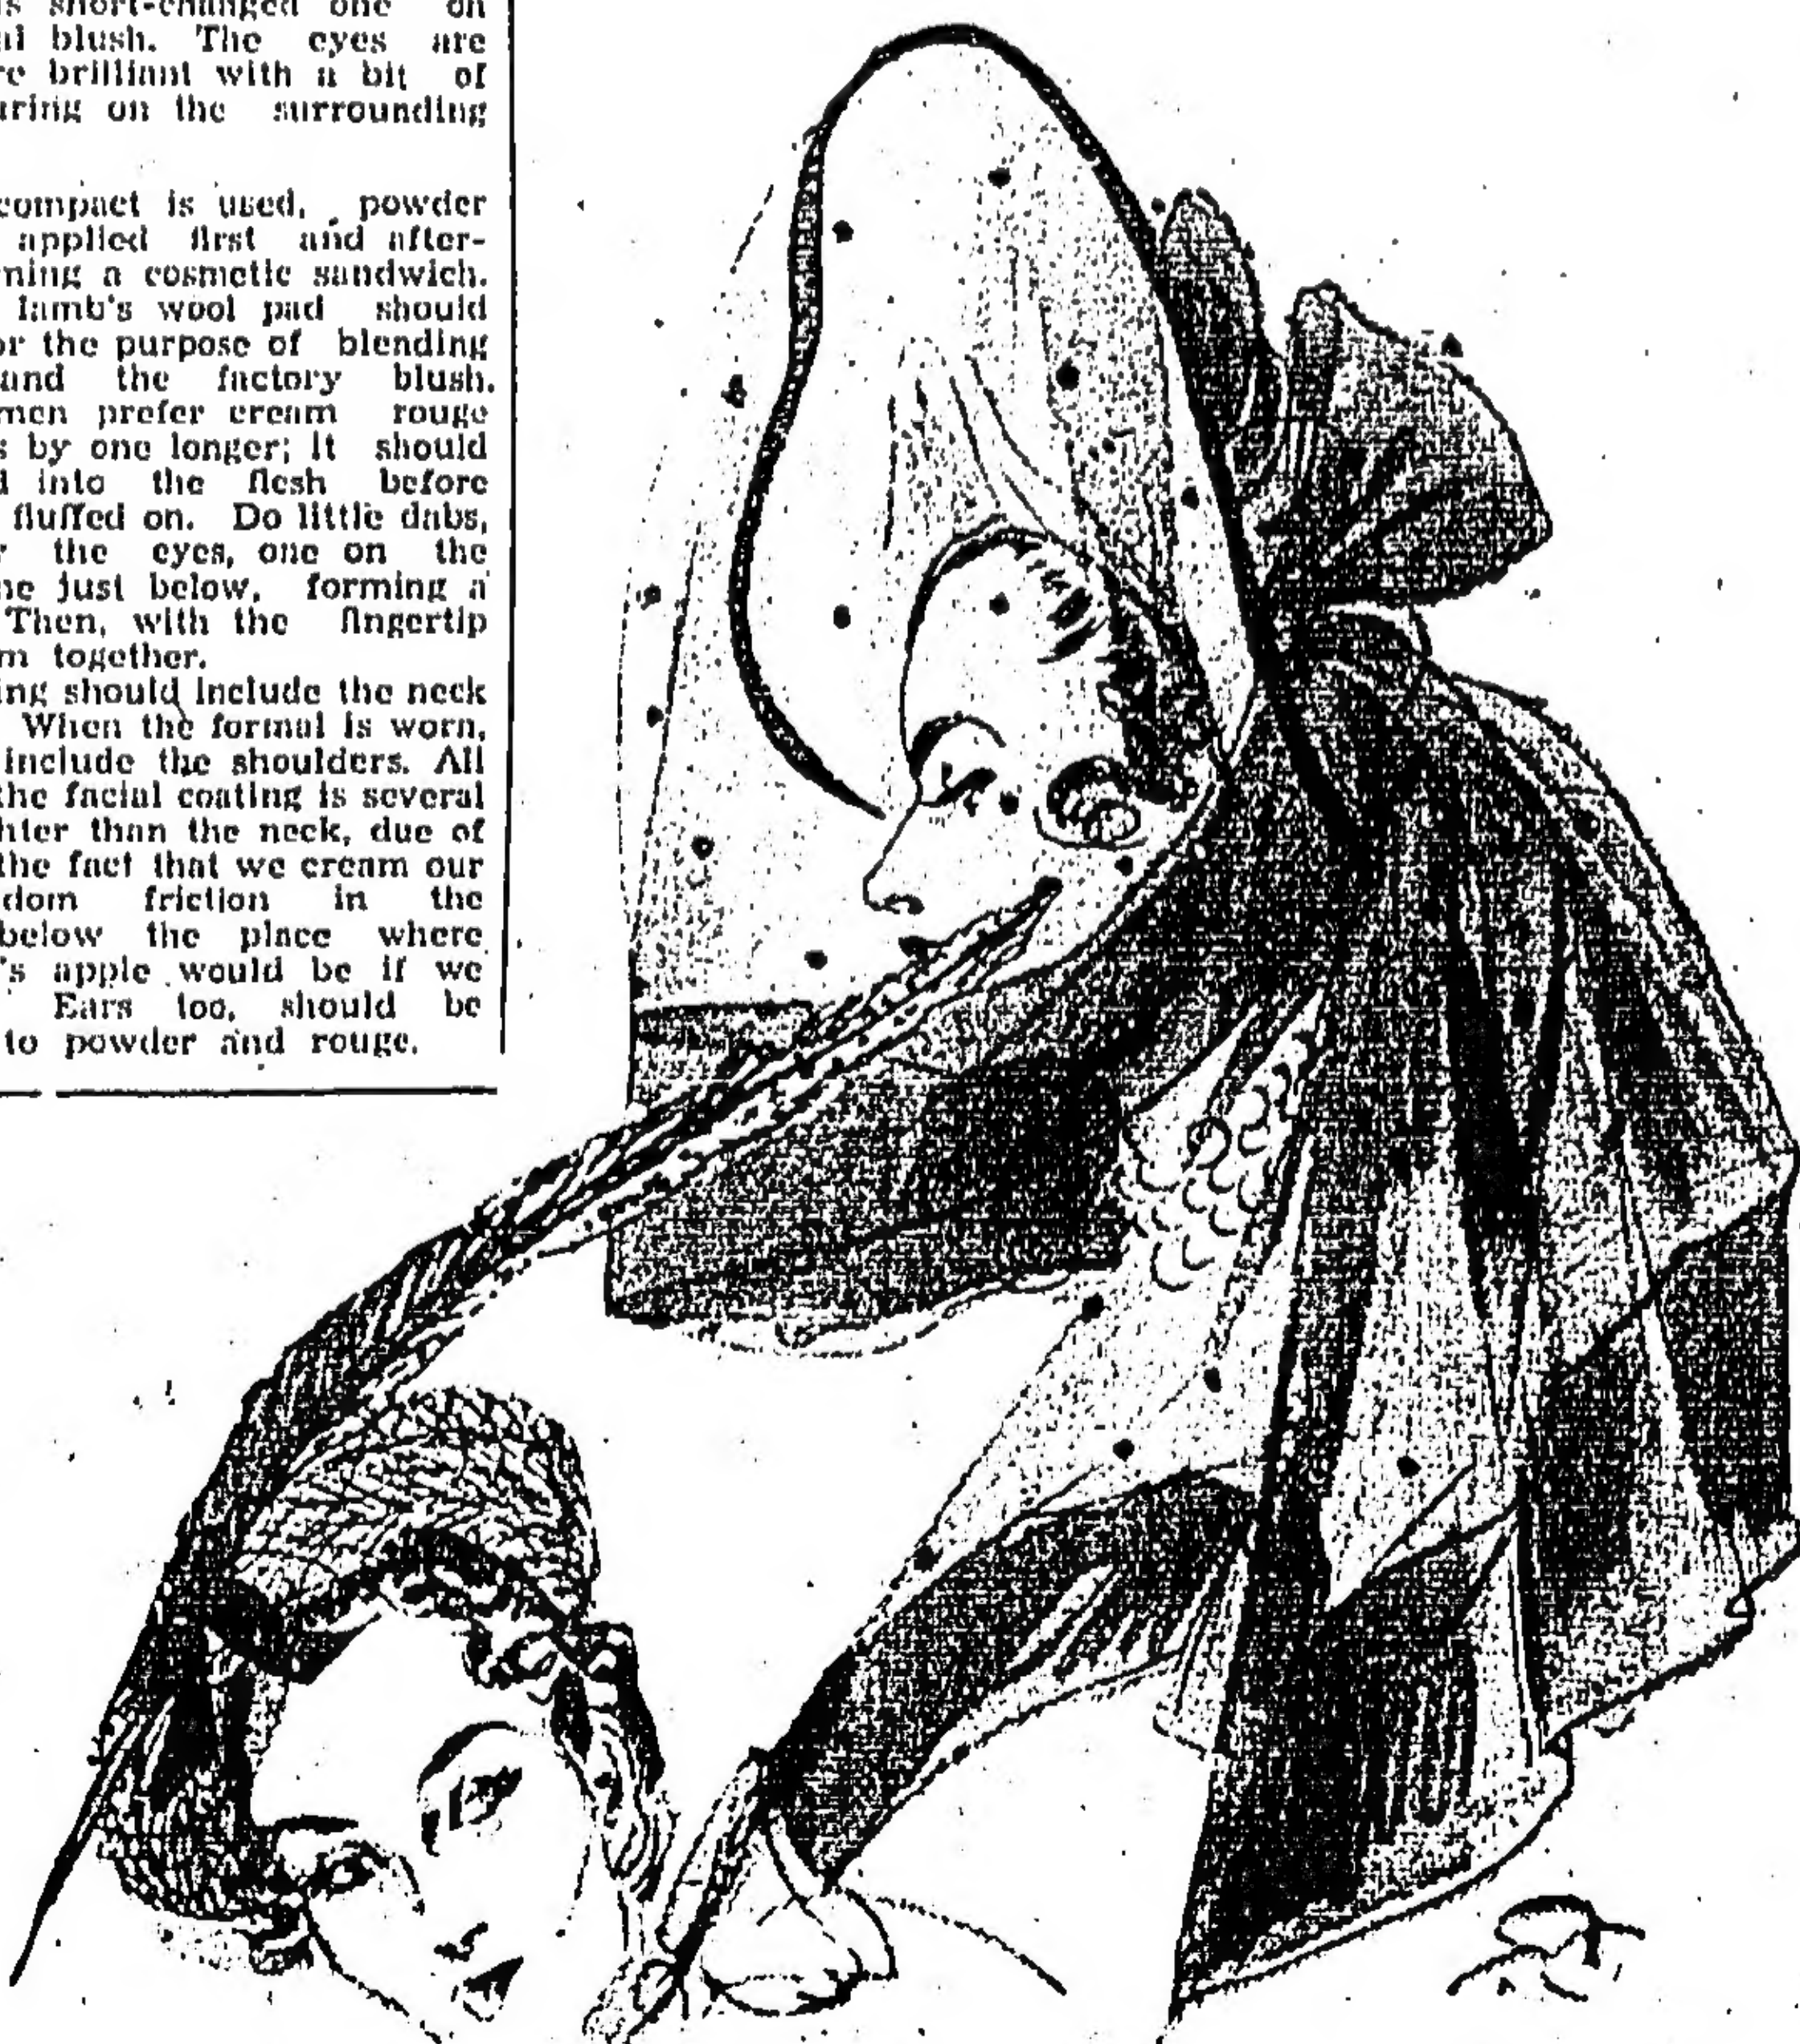 short-changed one on
al blush. The eyes are
re brilliant with a bit of
uring on the surrounding
compact is used, powder
applied first and after-
ming a cosmetic sandwich.
lamb's wool pad should
or the purpose of blending
and the factory blush.
men prefer cream rouge
s by one longer; it should
d into the flesh before
fluffed on. Do little dabs,
r the eyes, one on the
ne just below, forming a
Then, with the fingertip
m together.
ing should include the neck
When the formal is worn,
include the shoulders. All
the facial coating is several
hter than the neck, due of
the fact that we cream our
dom friction in the
below the place where
's apple would be if we
Ears too, should be
to powder and rouge.